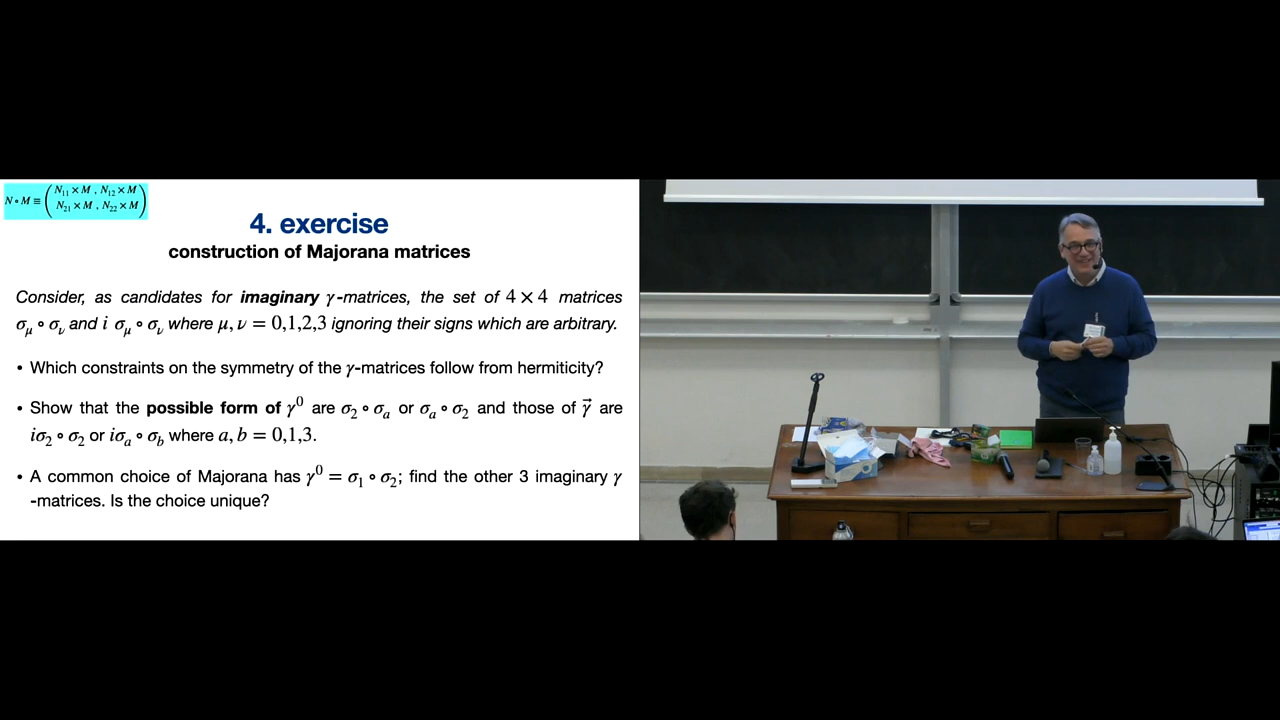 N∘M ≡ ( N₁₁ × M , N₁₂ × M
N₂₁ × M , N₂₂ × M )
4. exercise
construction of Majorana matrices
Consider, as candidates for imaginary γ-matrices, the set of 4 × 4 matrices
σ_μ ∘ σ_ν and i σ_μ ∘ σ_ν where μ, ν = 0,1,2,3 ignoring their signs which are arbitrary.
• Which constraints on the symmetry of the γ-matrices follow from hermiticity?
• Show that the possible form of γ⁰ are σ₂ ∘ σ_a or σ_a ∘ σ₂ and those of γ⃗ are
iσ₂ ∘ σ₂ or iσ_a ∘ σ_b where a, b = 0,1,3.
• A common choice of Majorana has γ⁰ = σ₁ ∘ σ₂; find the other 3 imaginary γ
-matrices. Is the choice unique?